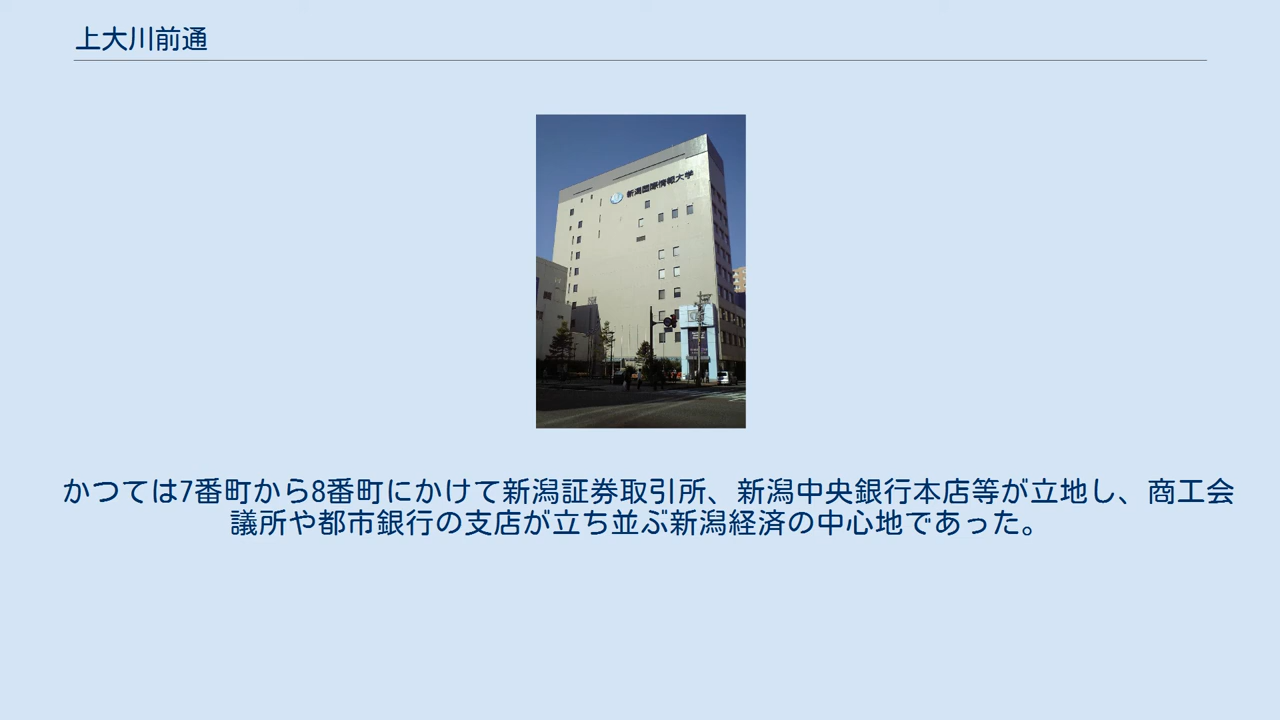 上大川前通
新潟国際情報大学
かつては7番町から8番町にかけて新潟証券取引所、新潟中央銀行本店等が立地し、商工会
議所や都市銀行の支店が立ち並ぶ新潟経済の中心地であった。